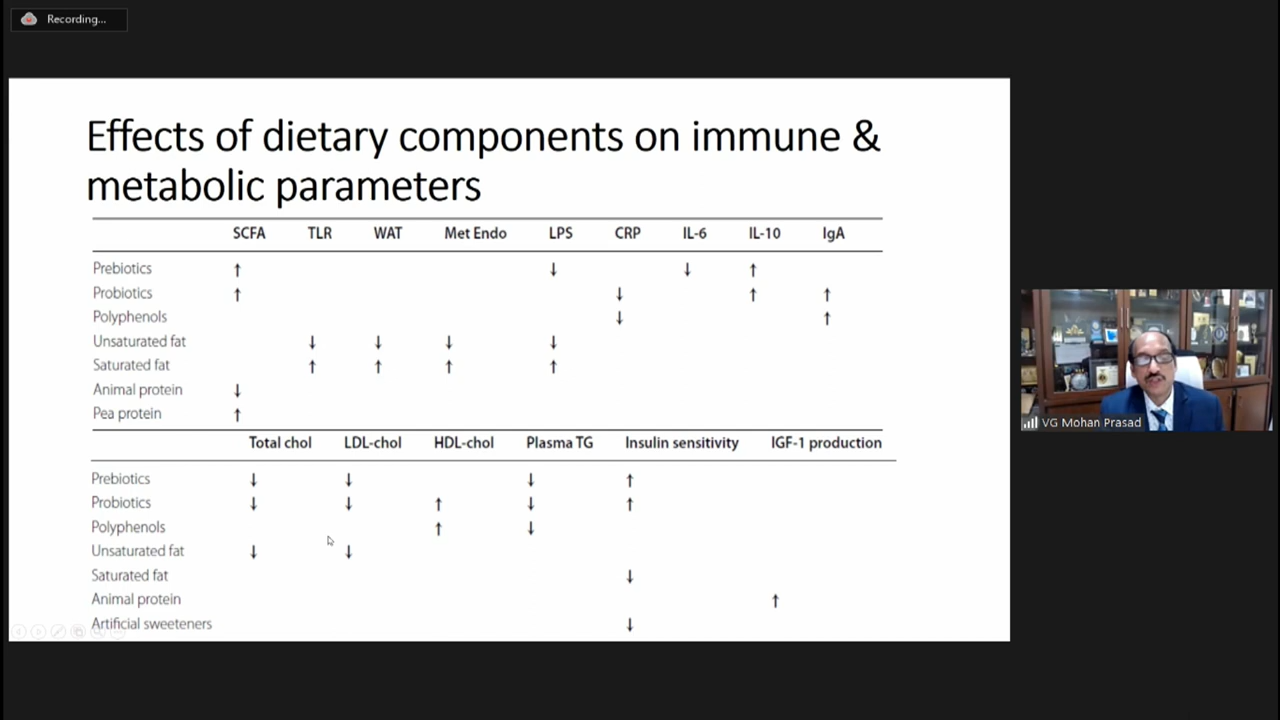 Recording...
Effects of dietary components on immune &
metabolic parameters
SCFA TLR WAT Met Endo LPS CRP IL-6 IL-10 IgA
Prebiotics ↑ ↓ ↓ ↑
Probiotics ↑ ↓ ↑ ↑
Polyphenols ↓ ↑
Unsaturated fat ↓ ↓ ↓ ↓
Saturated fat ↑ ↑ ↑ ↑
Animal protein ↓
Pea protein ↑
Total chol LDL-chol HDL-chol Plasma TG Insulin sensitivity IGF-1 production
Prebiotics ↓ ↓ ↓ ↑
Probiotics ↓ ↓ ↑ ↓ ↑
Polyphenols ↑ ↓
Unsaturated fat ↓ ↓
Saturated fat ↓
Animal protein ↑
Artificial sweeteners ↓
VG Mohan Prasad